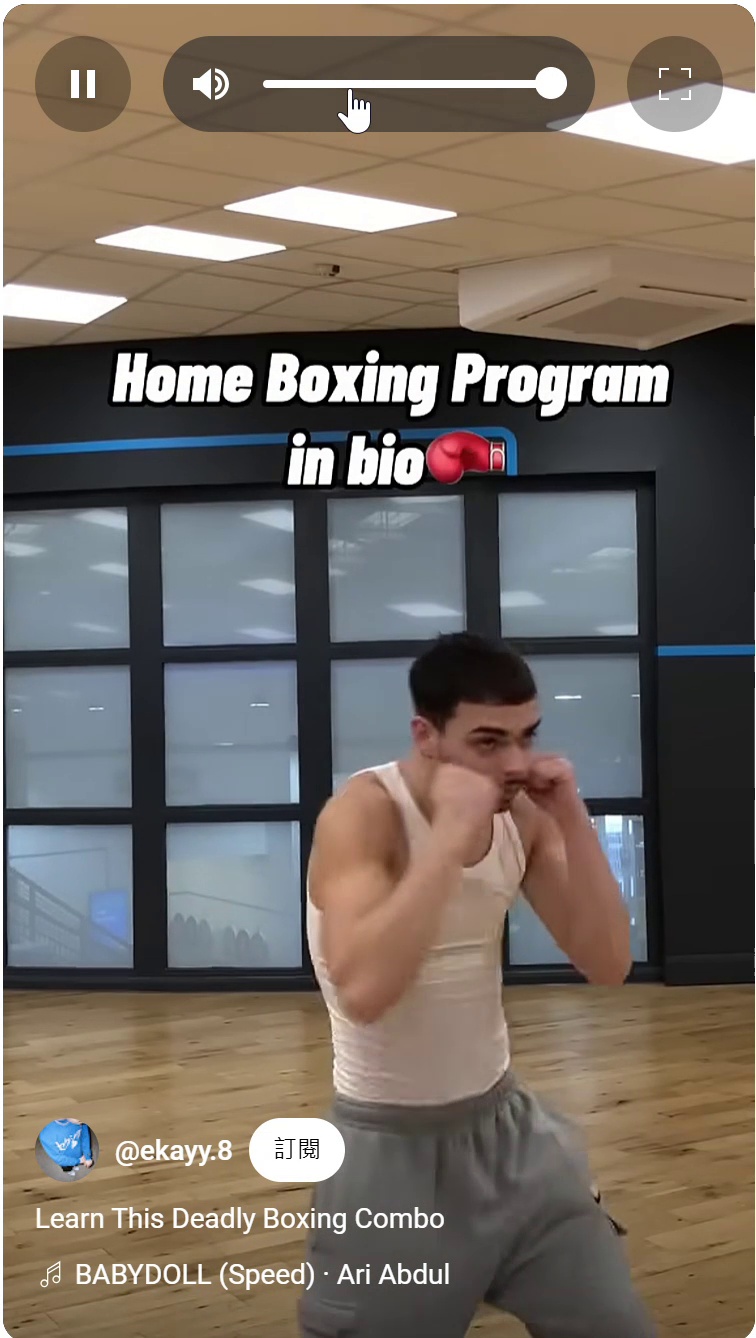 Home Boxing Program
in bio🥊
@ekayy.8 訂閱
Learn This Deadly Boxing Combo
BABYDOLL (Speed) · Ari Abdul